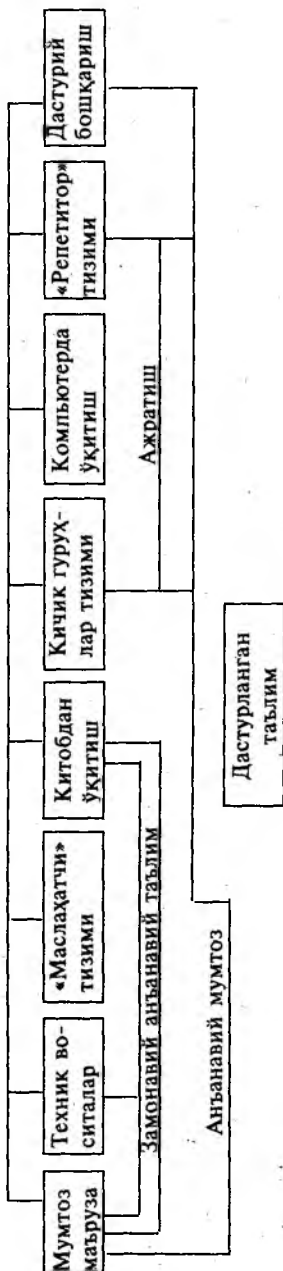 Мумтоз
маъруза
Техник во-
ситалар
«Маслаҳатчи»
тизими
Китобдан
ўқитиш
Кичик гуруҳ-
лар тизими
Компьютерда
ўқитиш
«Репетитор»
тизими
Дастурий
бошқариш
Замонавий анъанавий таълим
Ажратиш
Анъанавий мумтоз
Дастурланган
таълим